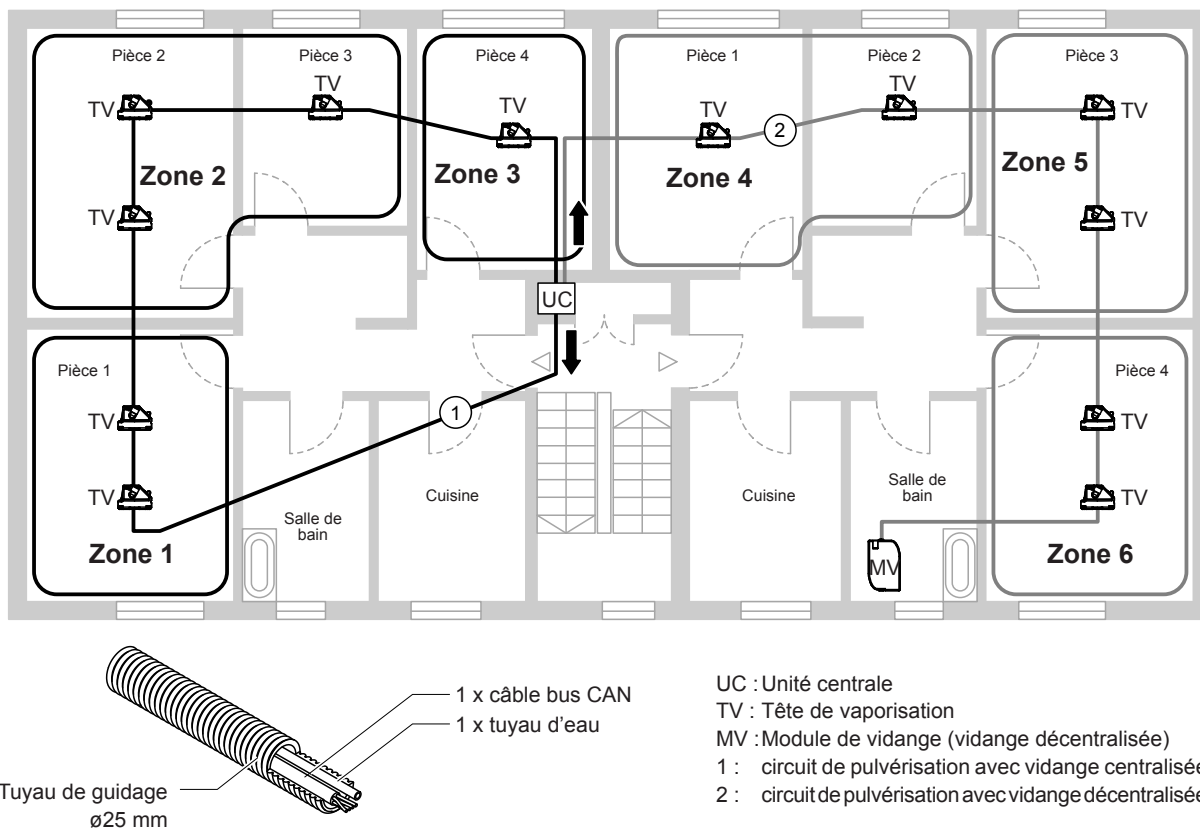 Pièce 2
Pièce 3
Pièce 4
Pièce 1
Pièce 2
Pièce 3
TV
TV
TV
TV
TV
TV
Zone 2
Zone 3
Zone 4
Zone 5
2
TV
TV
UC
Pièce 1
Pièce 4
1
TV
TV
TV
TV
Cuisine
Cuisine
Salle de
bain
Salle de
bain
Zone 1
Zone 6
MV
1 x câble bus CAN
1 x tuyau d’eau
Tuyau de guidage
ø25 mm
UC : Unité centrale
TV : Tête de vaporisation
MV : Module de vidange (vidange décentralisée)
1 : circuit de pulvérisation avec vidange centralisée
2 : circuit de pulvérisation avec vidange décentralisée